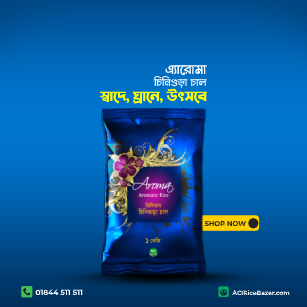 এ্যারোমা
চিনিগুড়া চাল
স্বাদে, ঘ্রানে, উৎসবে
Aroma
Aromatic Rice
প্রিমিয়াম
চিনিগুড়া চাল
১ কেজি
SHOP NOW
01844 511 511
ACIRiceBazar.com